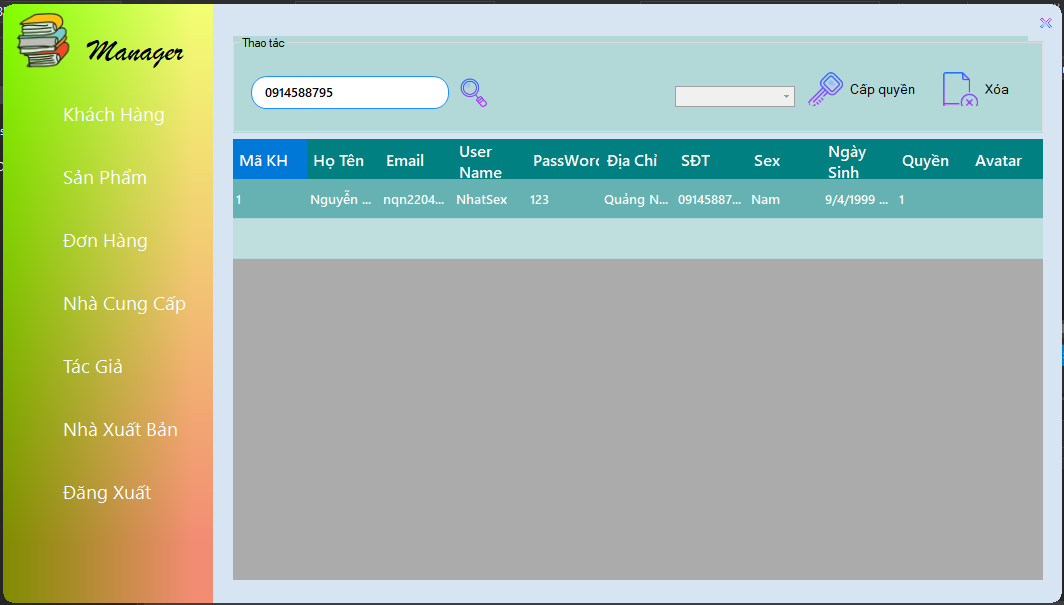 Manager
Khách Hàng
Sản Phẩm
Đơn Hàng
Nhà Cung Cấp
Tác Giả
Nhà Xuất Bản
Đăng Xuất
Thao tác
0914588795
Cấp quyền
Xóa
Mã KH Họ Tên Email User Name PassWord Địa Chỉ SĐT Sex Ngày Sinh Quyền Avatar
1 Nguyễn ... nqn2204... NhatSex 123 Quảng N... 09145887... Nam 9/4/1999 ... 1